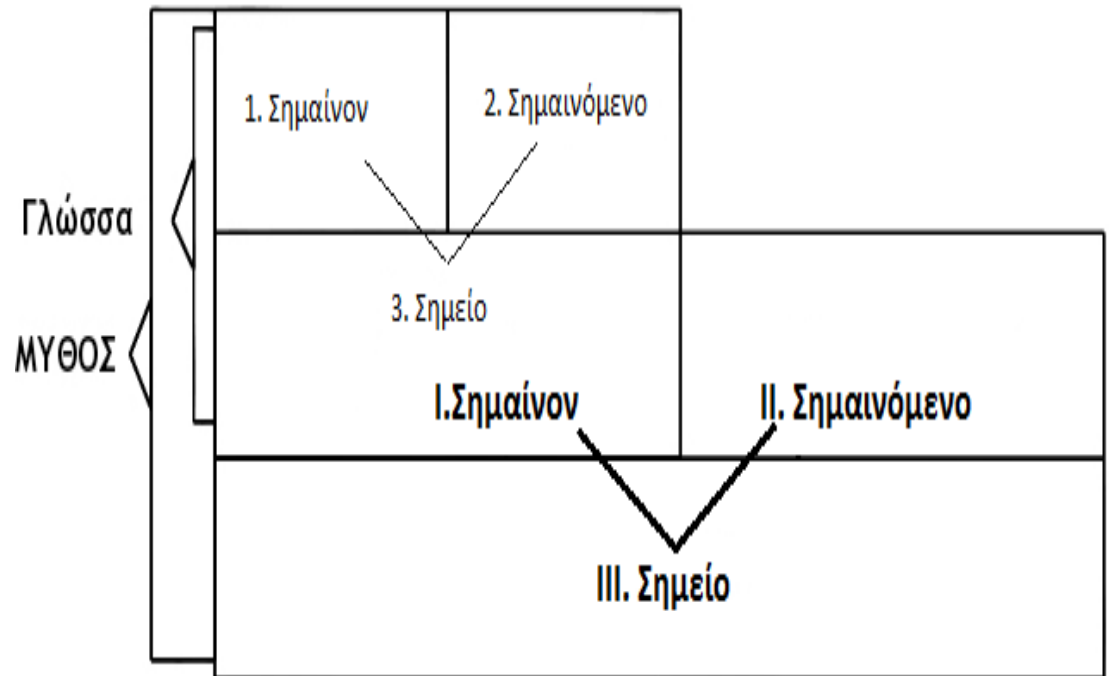 1. Σημαίνον
2. Σημαινόμενο
Γλώσσα
3. Σημείο
ΜΥΘΟΣ
I.Σημαίνον
II. Σημαινόμενο
III. Σημείο